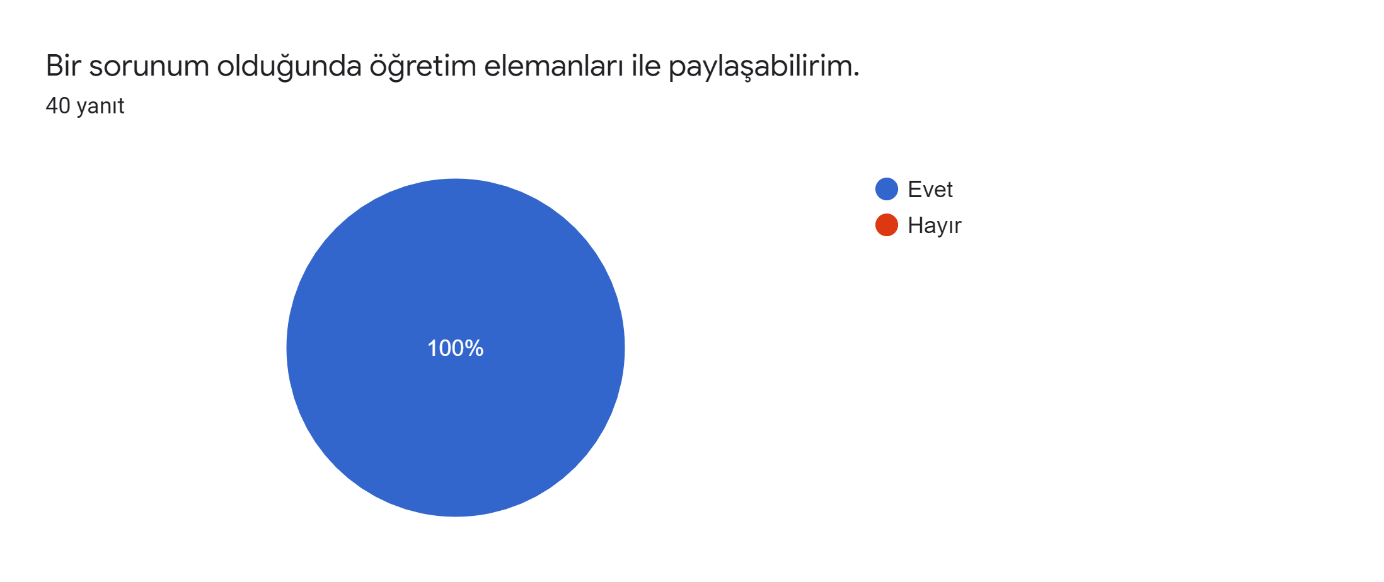 Bir sorunum olduğunda öğretim elemanları ile paylaşabilirim.
40 yanıt
Evet
Hayır
100%